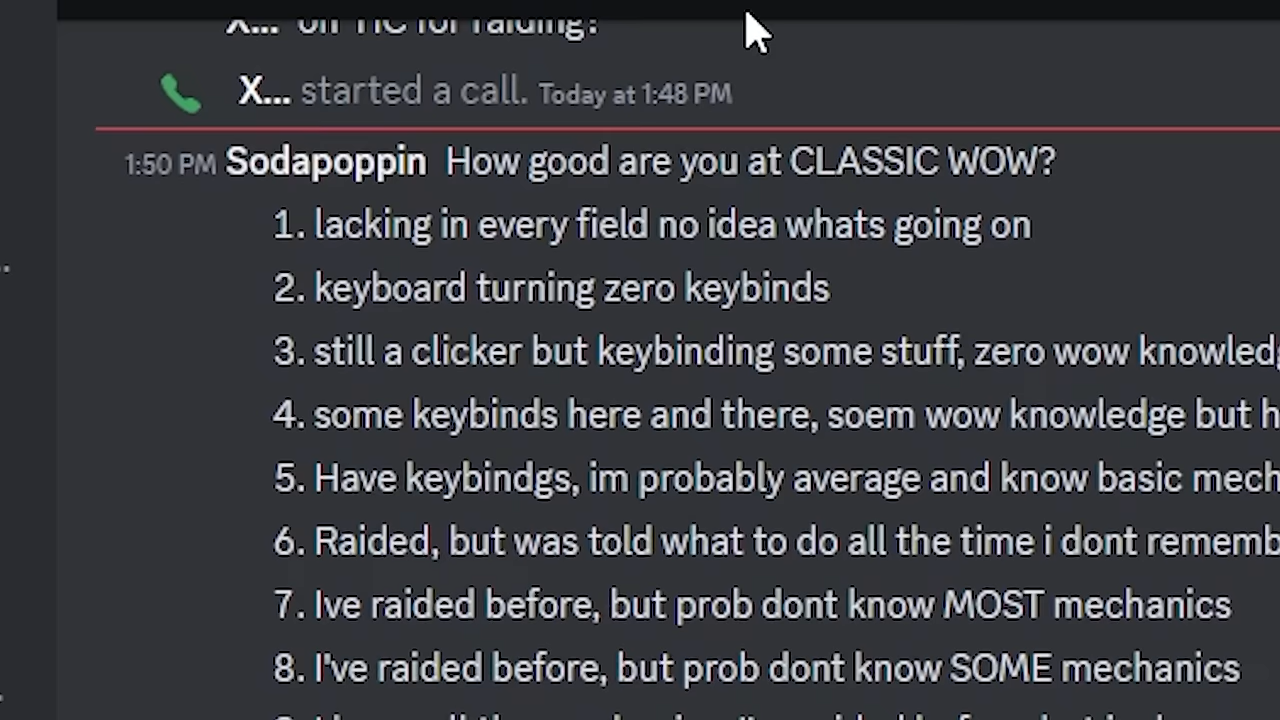 X... on TIC for raiding?
X... started a call. Today at 1:48 PM
1:50 PM Sodapoppin How good are you at CLASSIC WOW?
1. lacking in every field no idea whats going on
2. keyboard turning zero keybinds
3. still a clicker but keybinding some stuff, zero wow
4. some keybinds here and there, soem wow knowledge but
5. Have keybindgs, im probably average and know basic
6. Raided, but was told what to do all the time i dont
7. Ive raided before, but prob dont know MOST mechanics
8. I've raided before, but prob dont know SOME mechanics